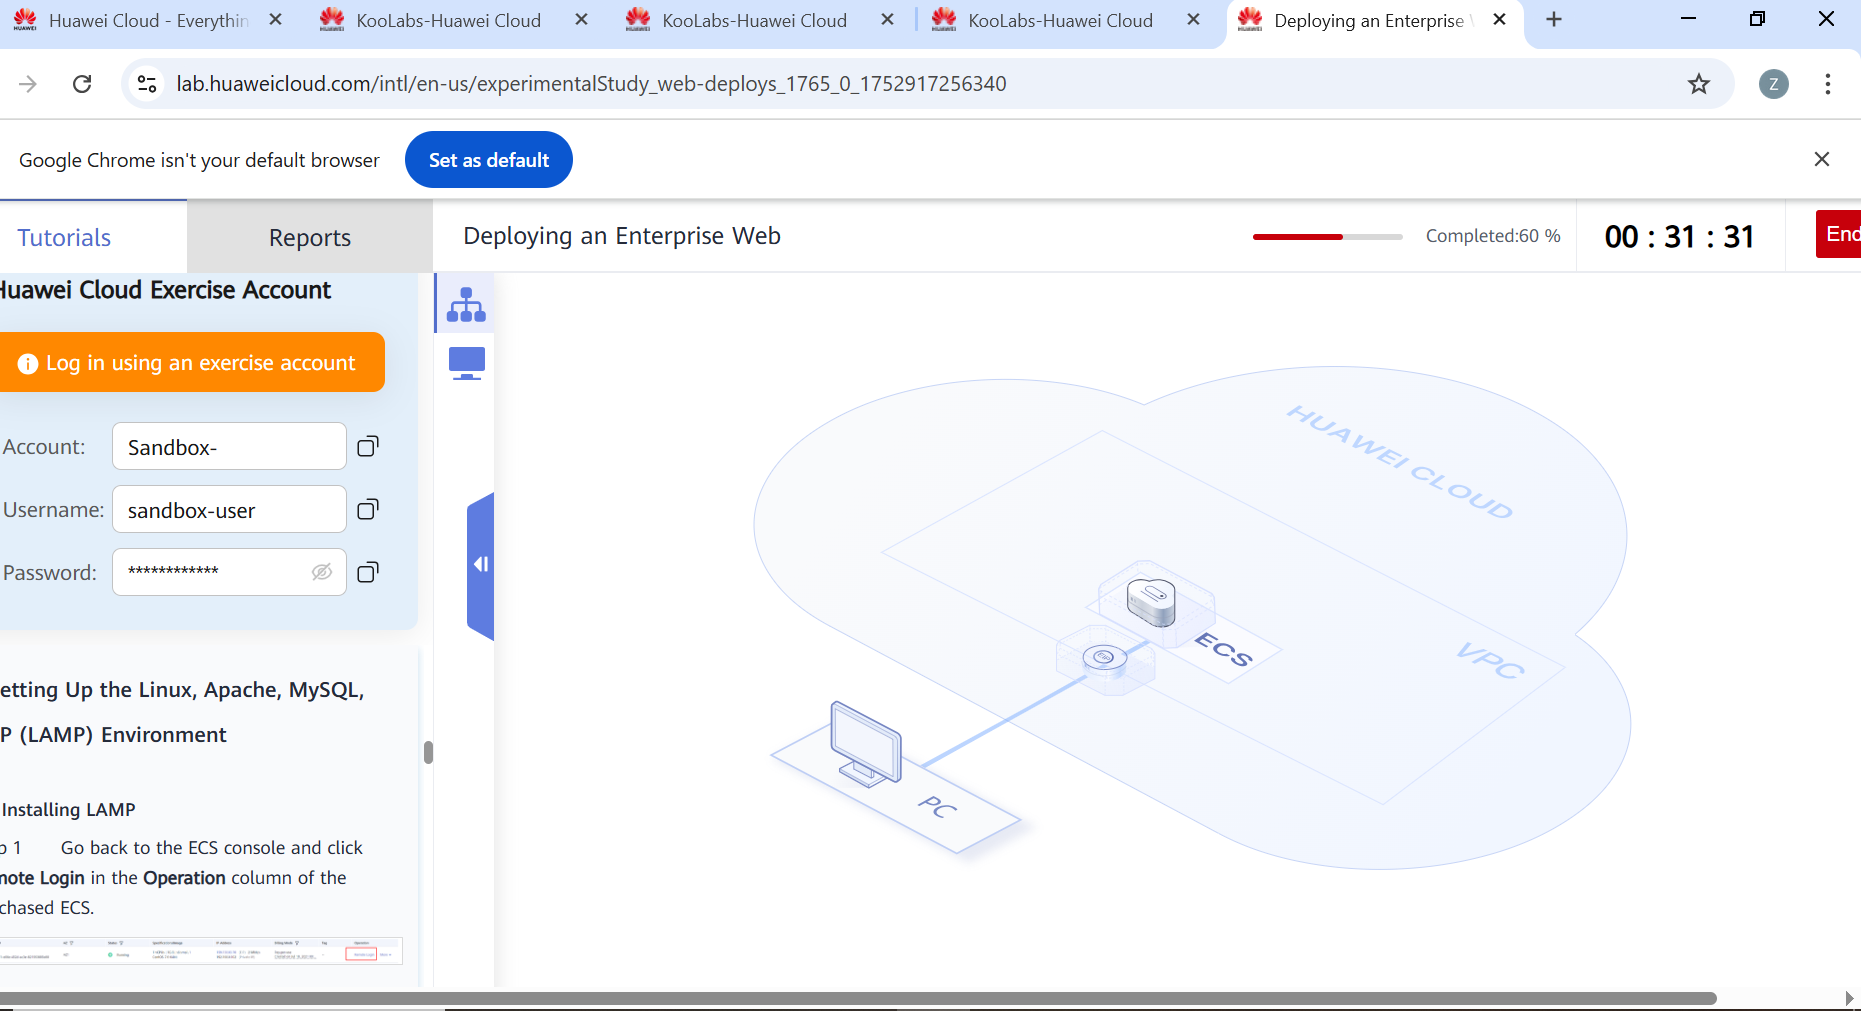 Huawei Cloud - Everythin
KooLabs-Huawei Cloud
KooLabs-Huawei Cloud
KooLabs-Huawei Cloud
Deploying an Enterprise
lab.huaweicloud.com/intl/en-us/experimentalStudy_web-deploys_1765_0_1752917256340
Z
Google Chrome isn't your default browser
Set as default
Tutorials
Reports
Deploying an Enterprise Web
Completed:60 %
00 : 31 : 31
End
Huawei Cloud Exercise Account
Log in using an exercise account
Account:
Sandbox-
Username:
sandbox-user
Password:
************
etting Up the Linux, Apache, MySQL,
P (LAMP) Environment
Installing LAMP
p 1 Go back to the ECS console and click
mote Login in the Operation column of the
chased ECS.
HUAWEI CLOUD
VPC
ECS
EIP
PC